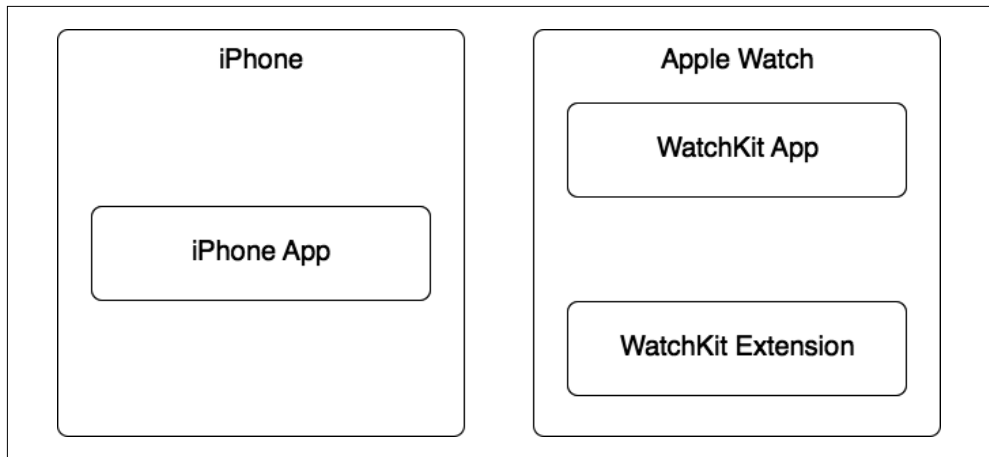 iPhone
iPhone App
Apple Watch
WatchKit App
WatchKit Extension